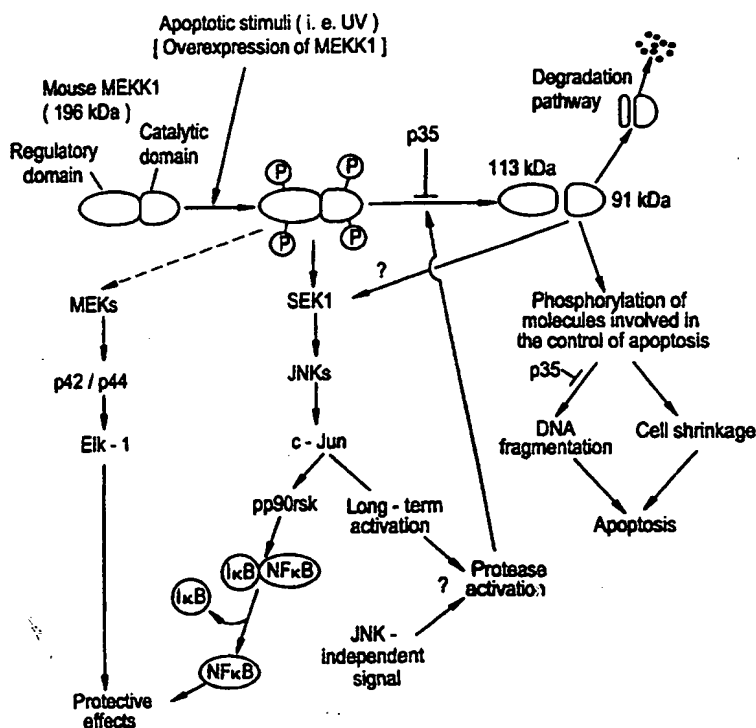 Apoptotic stimuli ( i. e. UV )
[ Overexpression of MEKK1 ]
Mouse MEKK1
( 196 kDa )
Regulatory
domain
Catalytic
domain
P
P
P
P
p35
113 kDa
91 kDa
Degradation
pathway
?
MEKs
SEK1
Phosphorylation of
molecules involved in
the control of apoptosis
p42 / p44
JNKs
p35
Elk - 1
c - Jun
DNA
fragmentation
Cell shrinkage
pp90rsk
Long - term
activation
Apoptosis
IκB
NFκB
IκB
?
Protease
activation
JNK -
independent
signal
NFκB
Protective
effects